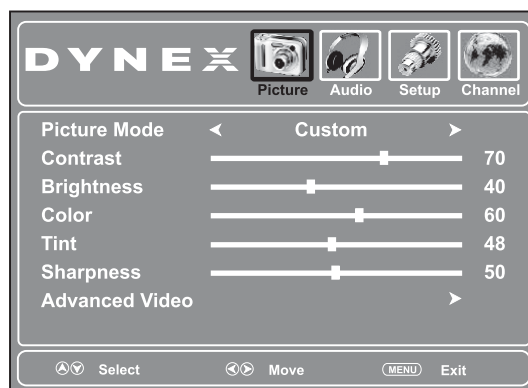 DYNEX
Picture Audio Setup Channel
Picture Mode Custom
Contrast 70
Brightness 40
Color 60
Tint 48
Sharpness 50
Advanced Video
Select Move MENU Exit